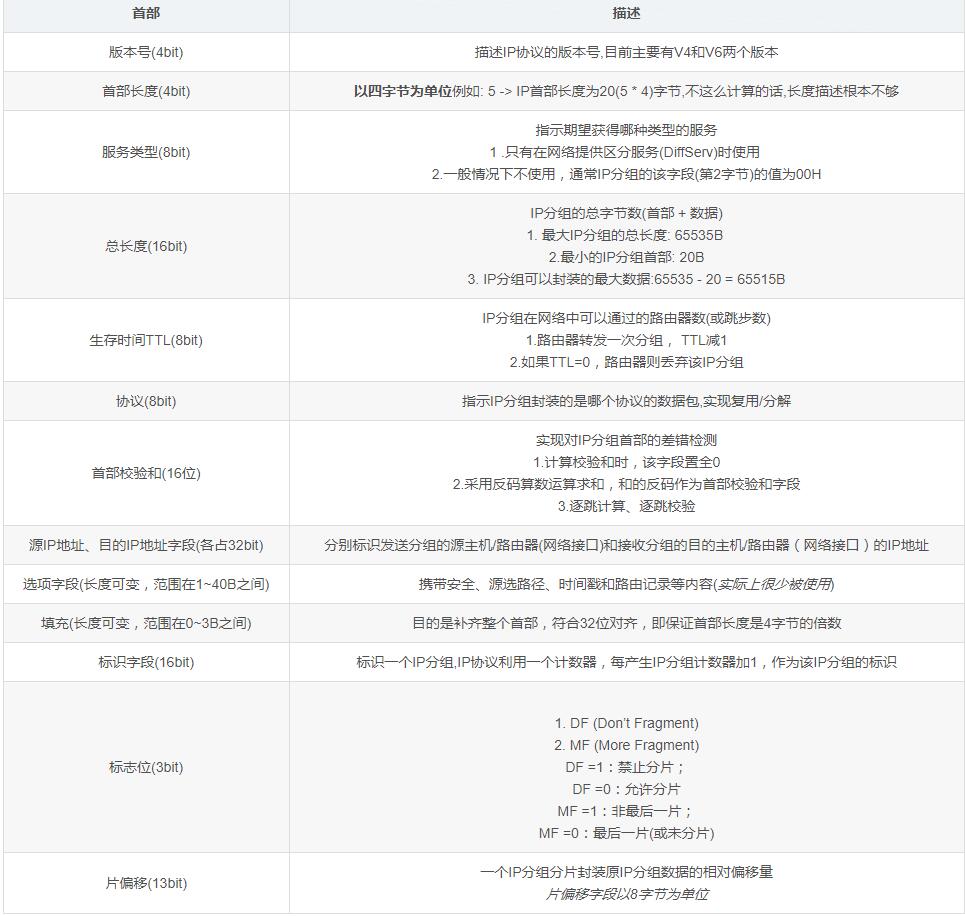 首部 描述
版本号(4bit) 描述IP协议的版本号,目前主要有V4和V6两个版本
首部长度(4bit) 以四字节为单位例如: 5 -> IP首部长度为20(5 * 4)字节,不这么计算的话,长度描述根本不够
指示期望获得哪种类型的服务
服务类型(8bit) 1 .只有在网络提供区分服务(DiffServ)时使用
2.一般情况下不使用，通常IP分组的该字段(第2字节)的值为00H
IP分组的总字节数(首部 + 数据)
1. 最大IP分组的总长度: 65535B
总长度(16bit)
2.最小的IP分组首部: 20B
3. IP分组可以封装的最大数据:65535 - 20 = 65515B
IP分组在网络中可以通过的路由器数(或跳步数)
生存时间TTL(8bit) 1.路由器转发一次分组， TTL减1
2.如果TTL=0，路由器则丢弃该IP分组
协议(8bit) 指示IP分组封装的是哪个协议的数据包,实现复用/分解
实现对IP分组首部的差错检测
1.计算校验和时，该字段置全0
首部校验和(16位)
2.采用反码算数运算求和，和的反码作为首部校验和字段
3.逐跳计算、逐跳校验
源IP地址、目的IP地址字段(各占32bit) 分别标识发送分组的源主机/路由器(网络接口)和接收分组的目的主机/路由器（网络接口）的IP地址
选项字段(长度可变，范围在1~40B之间) 携带安全、源选路径、时间戳和路由记录等内容(实际上很少被使用)
填充(长度可变，范围在0~3B之间) 目的是补齐整个首部，符合32位对齐，即保证首部长度是4字节的倍数
标识字段(16bit) 标识一个IP分组,IP协议利用一个计数器，每产生IP分组计数器加1，作为该IP分组的标识
1. DF (Don't Fragment)
2. MF (More Fragment)
标志位(3bit) DF =1：禁止分片；
DF =0：允许分片
MF =1：非最后一片；
MF =0：最后一片(或未分片)
一个IP分组分片封装原IP分组数据的相对偏移量
片偏移(13bit)
片偏移字段以8字节为单位